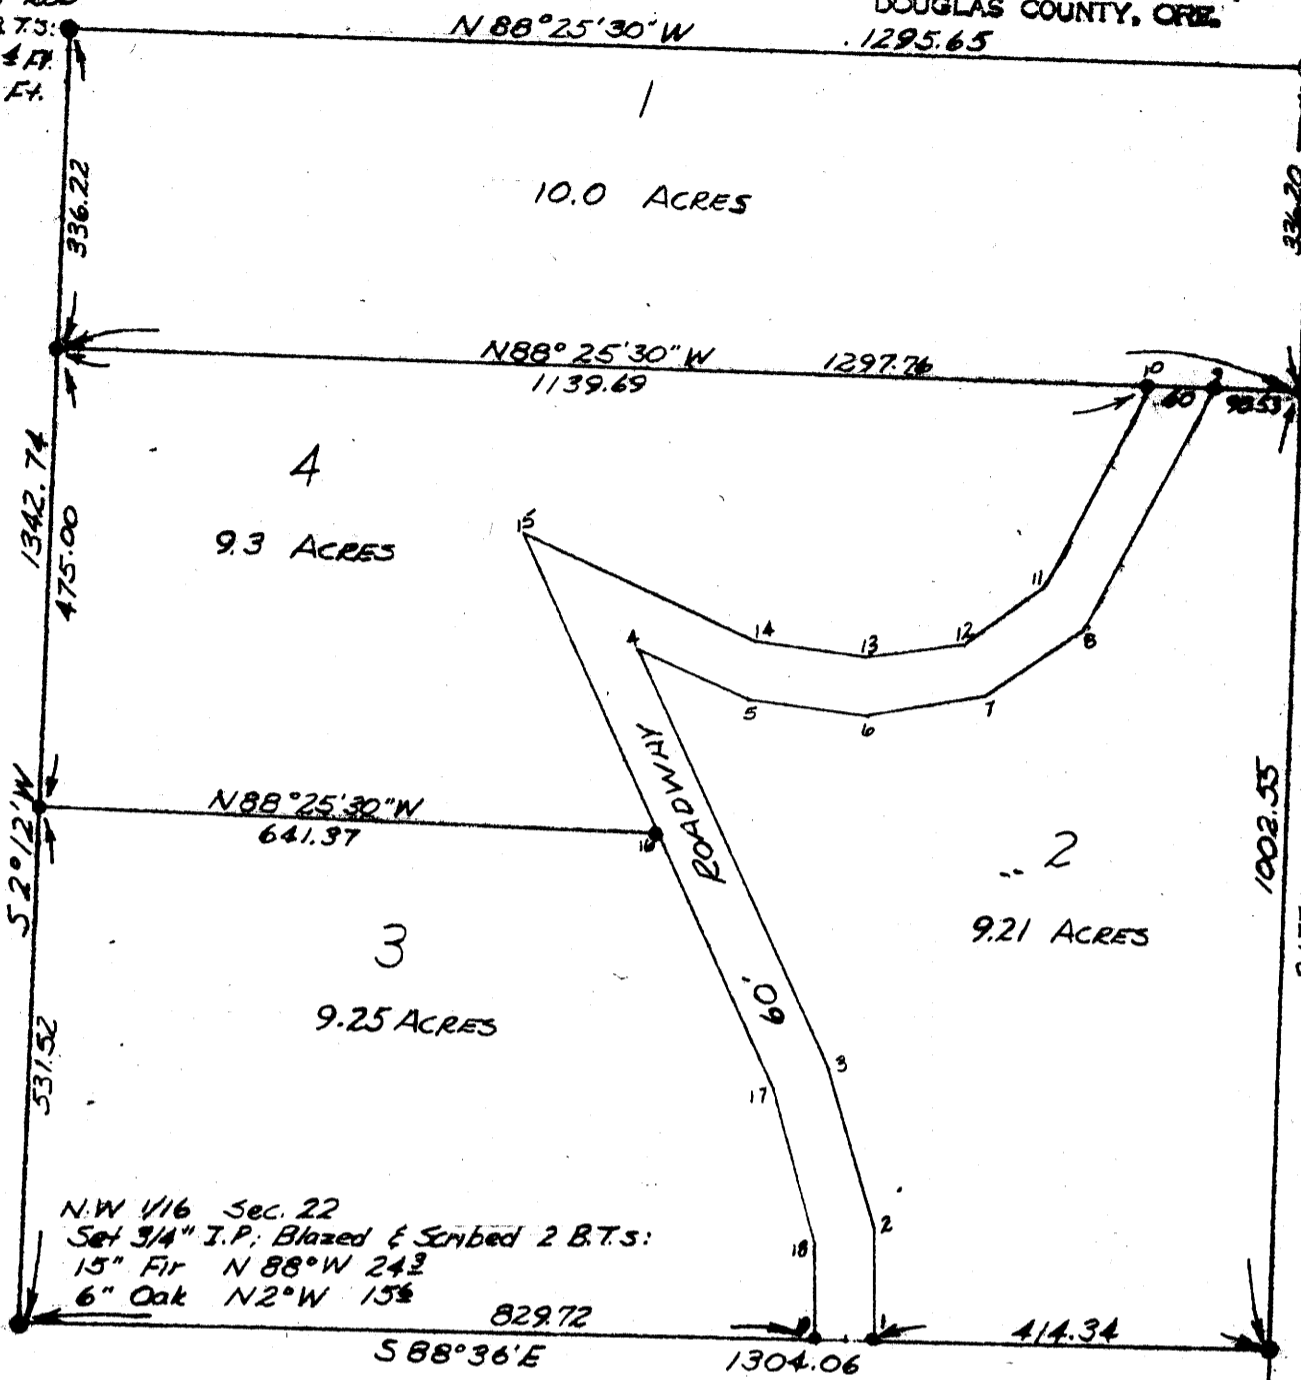 R.T.S:
Ft.
N 88°25'30" W
DOUGLAS COUNTY, ORE.
1295.65
1
10.0 ACRES
336.22
336.20
N88°25'30"W
1297.76
1139.69
10
9
60
98.53
4
9.3 ACRES
1342.74
475.00
15
11
14
13
12
8
4
5
6
7
ROADWAY
60'
N88°25'30"W
641.37
16
S 2°12'W
2
9.21 ACRES
1002.55
3
9.25 ACRES
531.52
3
17
2
18
1
N.W 1/16 Sec. 22
Set 3/4" I.P; Blazed & Scribed 2 B.T.s:
15" Fir N 88°W
6" Oak N2°W
829.72
414.34
S 88°36'E
1304.06